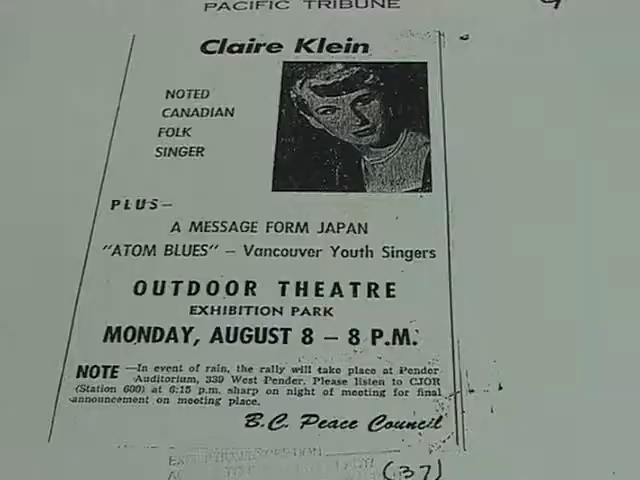 PACIFIC TRIBUNE
Claire Klein
NOTED
CANADIAN
FOLK
SINGER
PLUS—
A MESSAGE FORM JAPAN
"ATOM BLUES" — Vancouver Youth Singers
OUTDOOR THEATRE
EXHIBITION PARK
MONDAY, AUGUST 8 — 8 P.M.
NOTE —In event of rain, the rally will take place at Pender
Auditorium, 339 West Pender. Please listen to CJOR
(Station 600) at 6:15 p.m. sharp on night of meeting for final
announcement on meeting place.
B.C. Peace Council
(37)